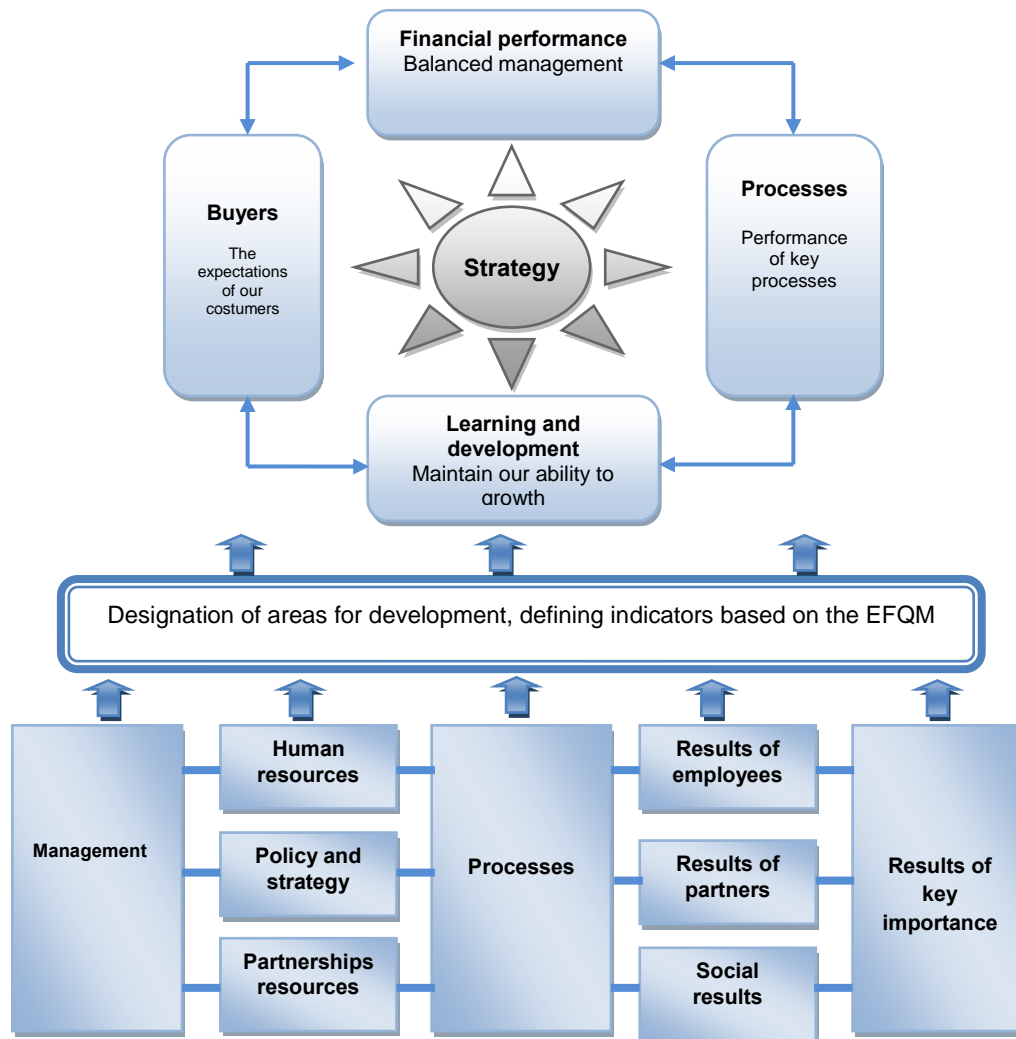 Financial performance
Balanced management
Buyers
The
expectations
of our
costumers
Strategy
Processes
Performance
of key
processes
Learning and
development
Maintain our ability to
growth
Designation of areas for development, defining indicators based on the EFQM
Management
Human
resources
Policy and
strategy
Partnerships
resources
Processes
Results of
employees
Results of
partners
Social
results
Results of
key
importance